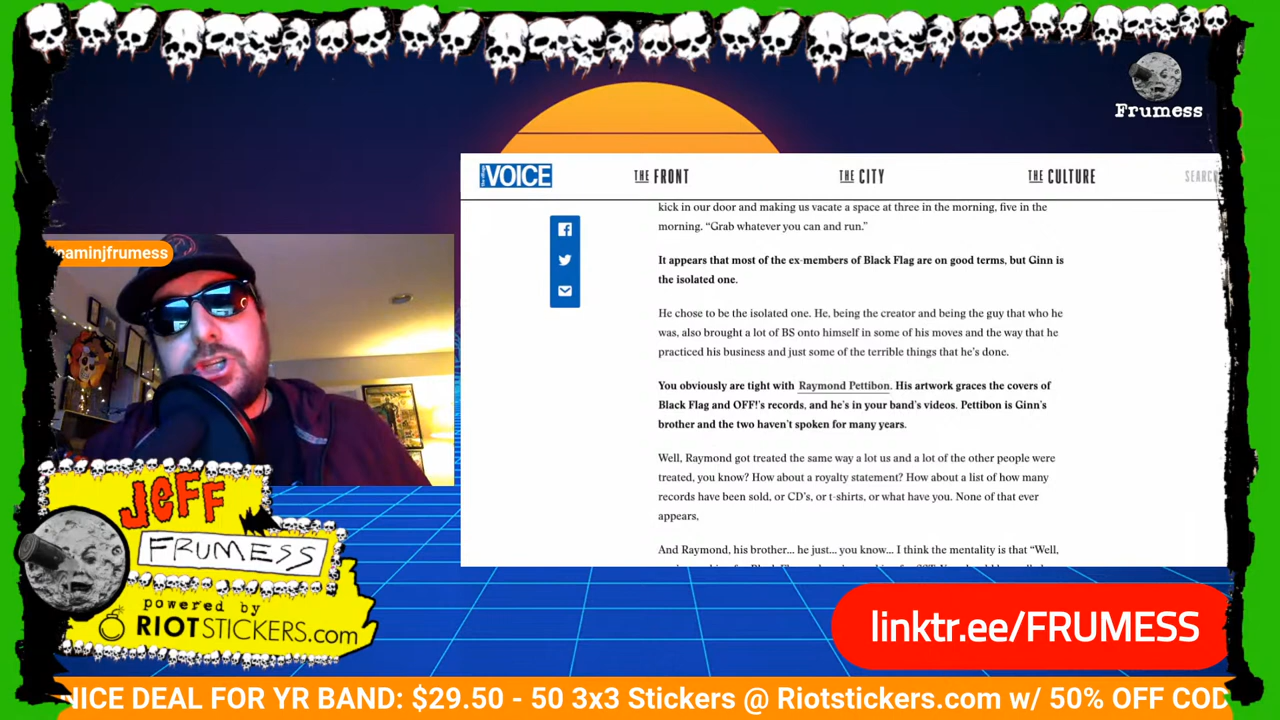 Frumess
VOICE
THE FRONT
THE CITY
THE CULTURE
kick in our door and making us vacate a space at three in the morning, five in the
morning. “Grab whatever you can and run.”
It appears that most of the ex-members of Black Flag are on good terms, but Ginn is
the isolated one.
He chose to be the isolated one. He, being the creator and being the guy that who he
was, also brought a lot of BS onto himself in some of his moves and the way that he
practiced his business and just some of the terrible things that he’s done.
You obviously are tight with Raymond Pettibon. His artwork graces the covers of
Black Flag and OFF!’s records, and he’s in your band’s videos. Pettibon is Ginn’s
brother and the two haven’t spoken for many years.
Well, Raymond got treated the same way a lot us and a lot of the other people were
treated, you know? How about a royalty statement? How about a list of how many
records have been sold, or CD’s, or t-shirts, or what have you. None of that ever
appears,
And Raymond, his brother... he just... you know... I think the mentality is that “Well,
eaminjfrumess
JEFF
FRUMESS
powered by
RIOTSTICKERS.com
linktr.ee/FRUMESS
NICE DEAL FOR YR BAND: $29.50 - 50 3x3 Stickers @ Riotstickers.com w/ 50% OFF COD